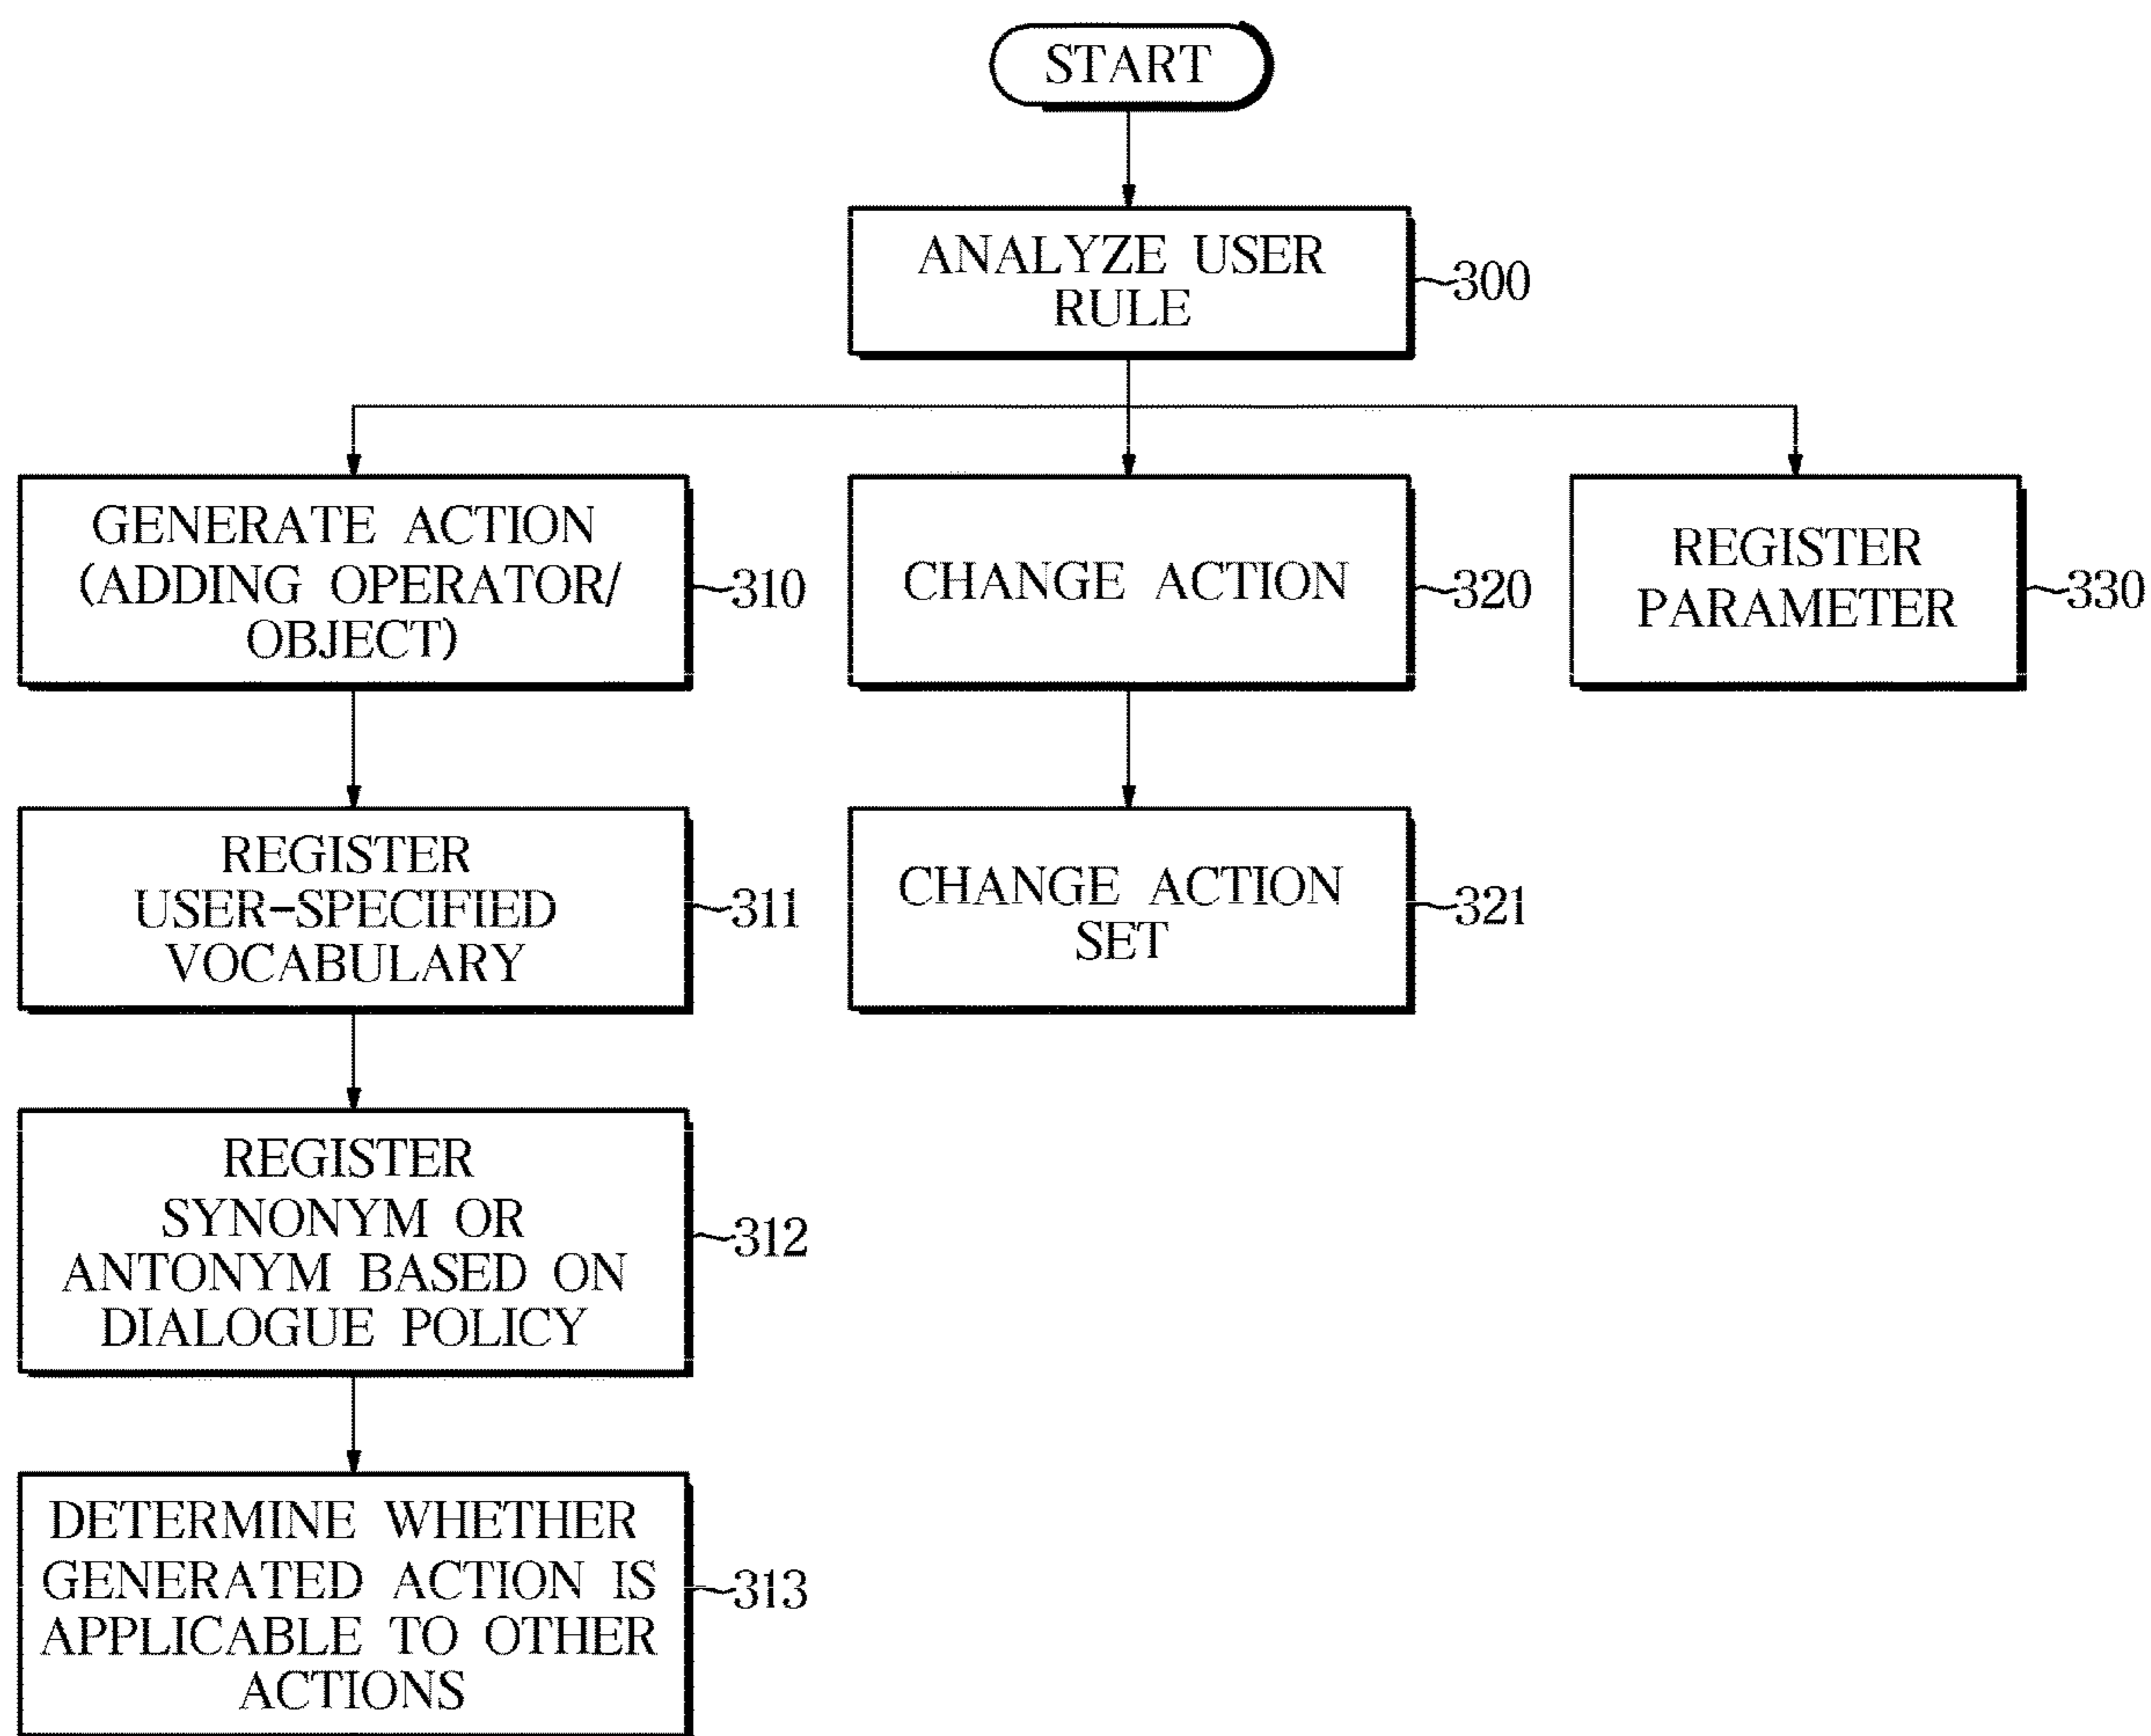 START
ANALYZE USER
RULE
300
GENERATE ACTION
(ADDING OPERATOR/
OBJECT)
310
CHANGE ACTION
320
REGISTER
PARAMETER
330
REGISTER
USER-SPECIFIED
VOCABULARY
311
CHANGE ACTION
SET
321
REGISTER
SYNONYM OR
ANTONYM BASED ON
DIALOGUE POLICY
312
DETERMINE WHETHER
GENERATED ACTION IS
APPLICABLE TO OTHER
ACTIONS
313